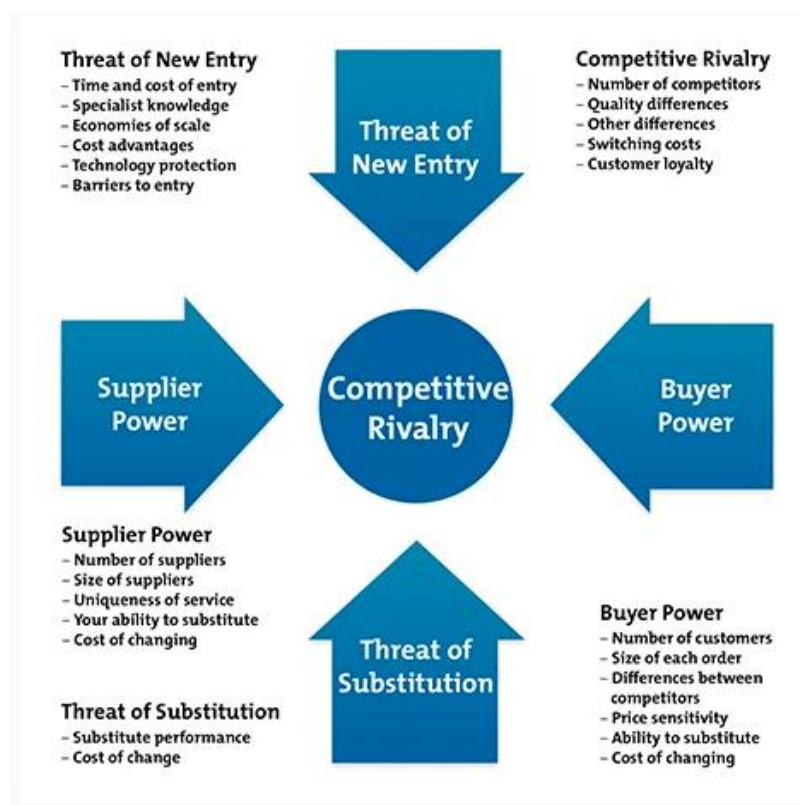 Threat of New Entry
– Time and cost of entry
– Specialist knowledge
– Economies of scale
– Cost advantages
– Technology protection
– Barriers to entry
Threat of
New Entry
Competitive Rivalry
– Number of competitors
– Quality differences
– Other differences
– Switching costs
– Customer loyalty
Supplier
Power
Competitive
Rivalry
Buyer
Power
Supplier Power
– Number of suppliers
– Size of suppliers
– Uniqueness of service
– Your ability to substitute
– Cost of changing
Threat of Substitution
– Substitute performance
– Cost of change
Threat of
Substitution
Buyer Power
– Number of customers
– Size of each order
– Differences between
competitors
– Price sensitivity
– Ability to substitute
– Cost of changing